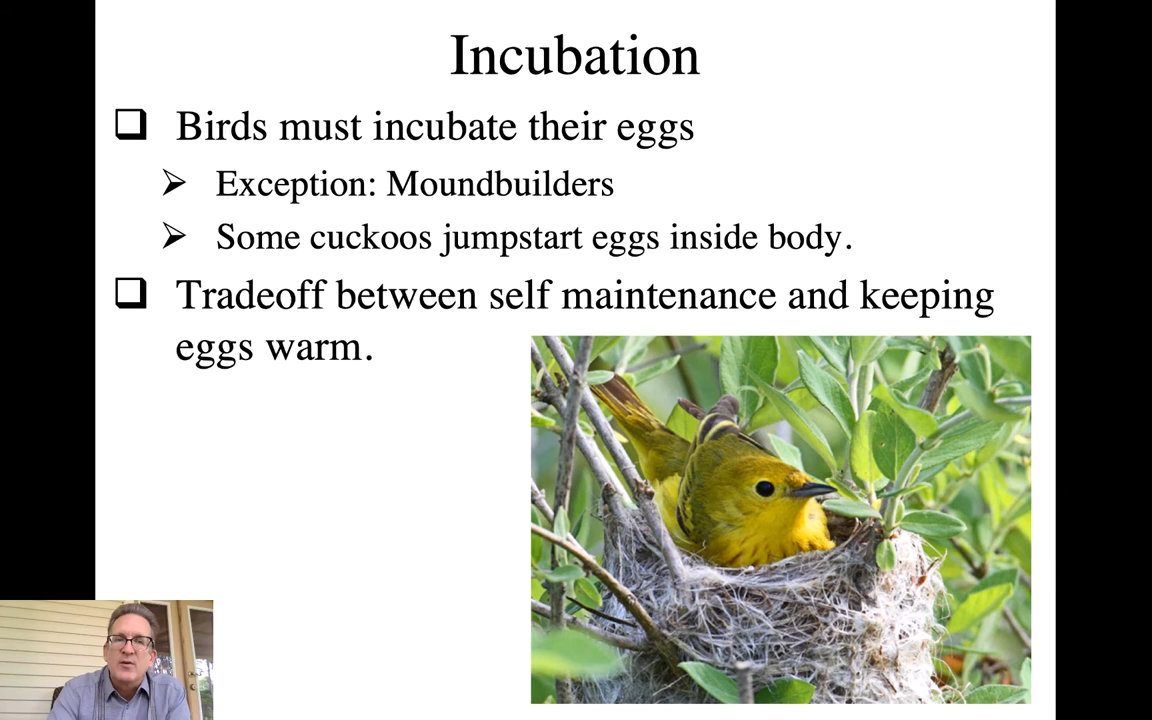 Incubation
Birds must incubate their eggs
Exception: Moundbuilders
Some cuckoos jumpstart eggs inside body.
Tradeoff between self maintenance and keeping
eggs warm.